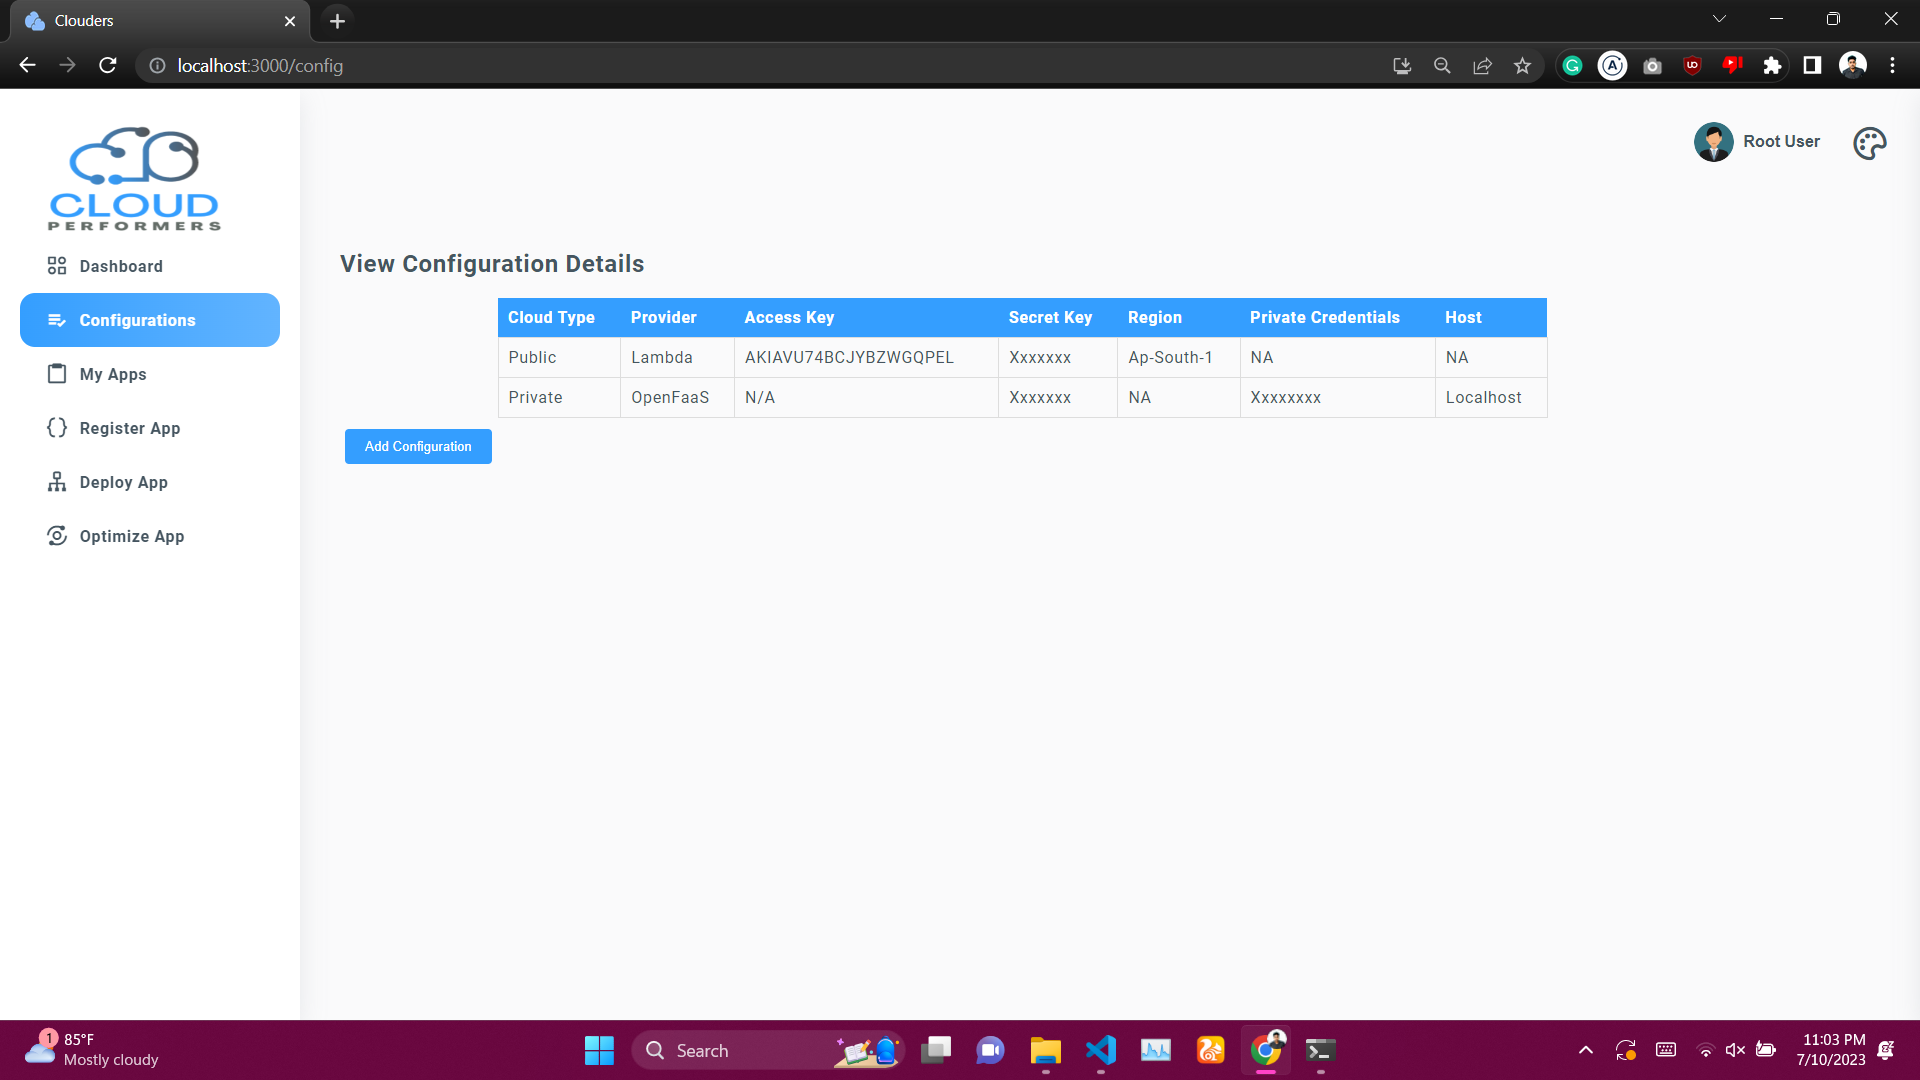 Clouders
localhost:3000/config
CLOUD
PERFORMERS
Root User
Dashboard
Configurations
My Apps
Register App
Deploy App
Optimize App
View Configuration Details
Cloud Type Provider Access Key Secret Key Region Private Credentials Host
Public Lambda AKIAVU74BCJYBZWGQPEL Xxxxxxx Ap-South-1 NA NA
Private OpenFaaS N/A Xxxxxxx NA Xxxxxxxx Localhost
Add Configuration
1
85°F
Mostly cloudy
Search
11:03 PM
7/10/2023